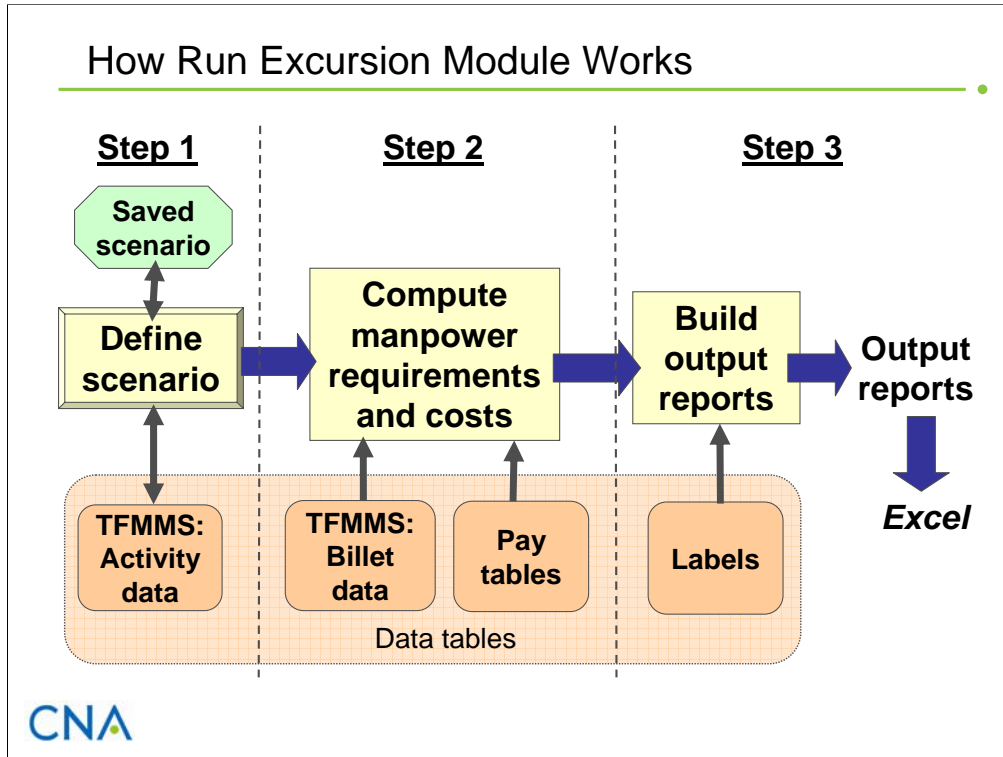 How Run Excursion Module Works
Step 1
Step 2
Step 3
Saved
scenario
Define
scenario
Compute
manpower
requirements
and costs
Build
output
reports
Output
reports
Excel
TFMMS:
Activity
data
TFMMS:
Billet
data
Pay
tables
Labels
Data tables
CNA